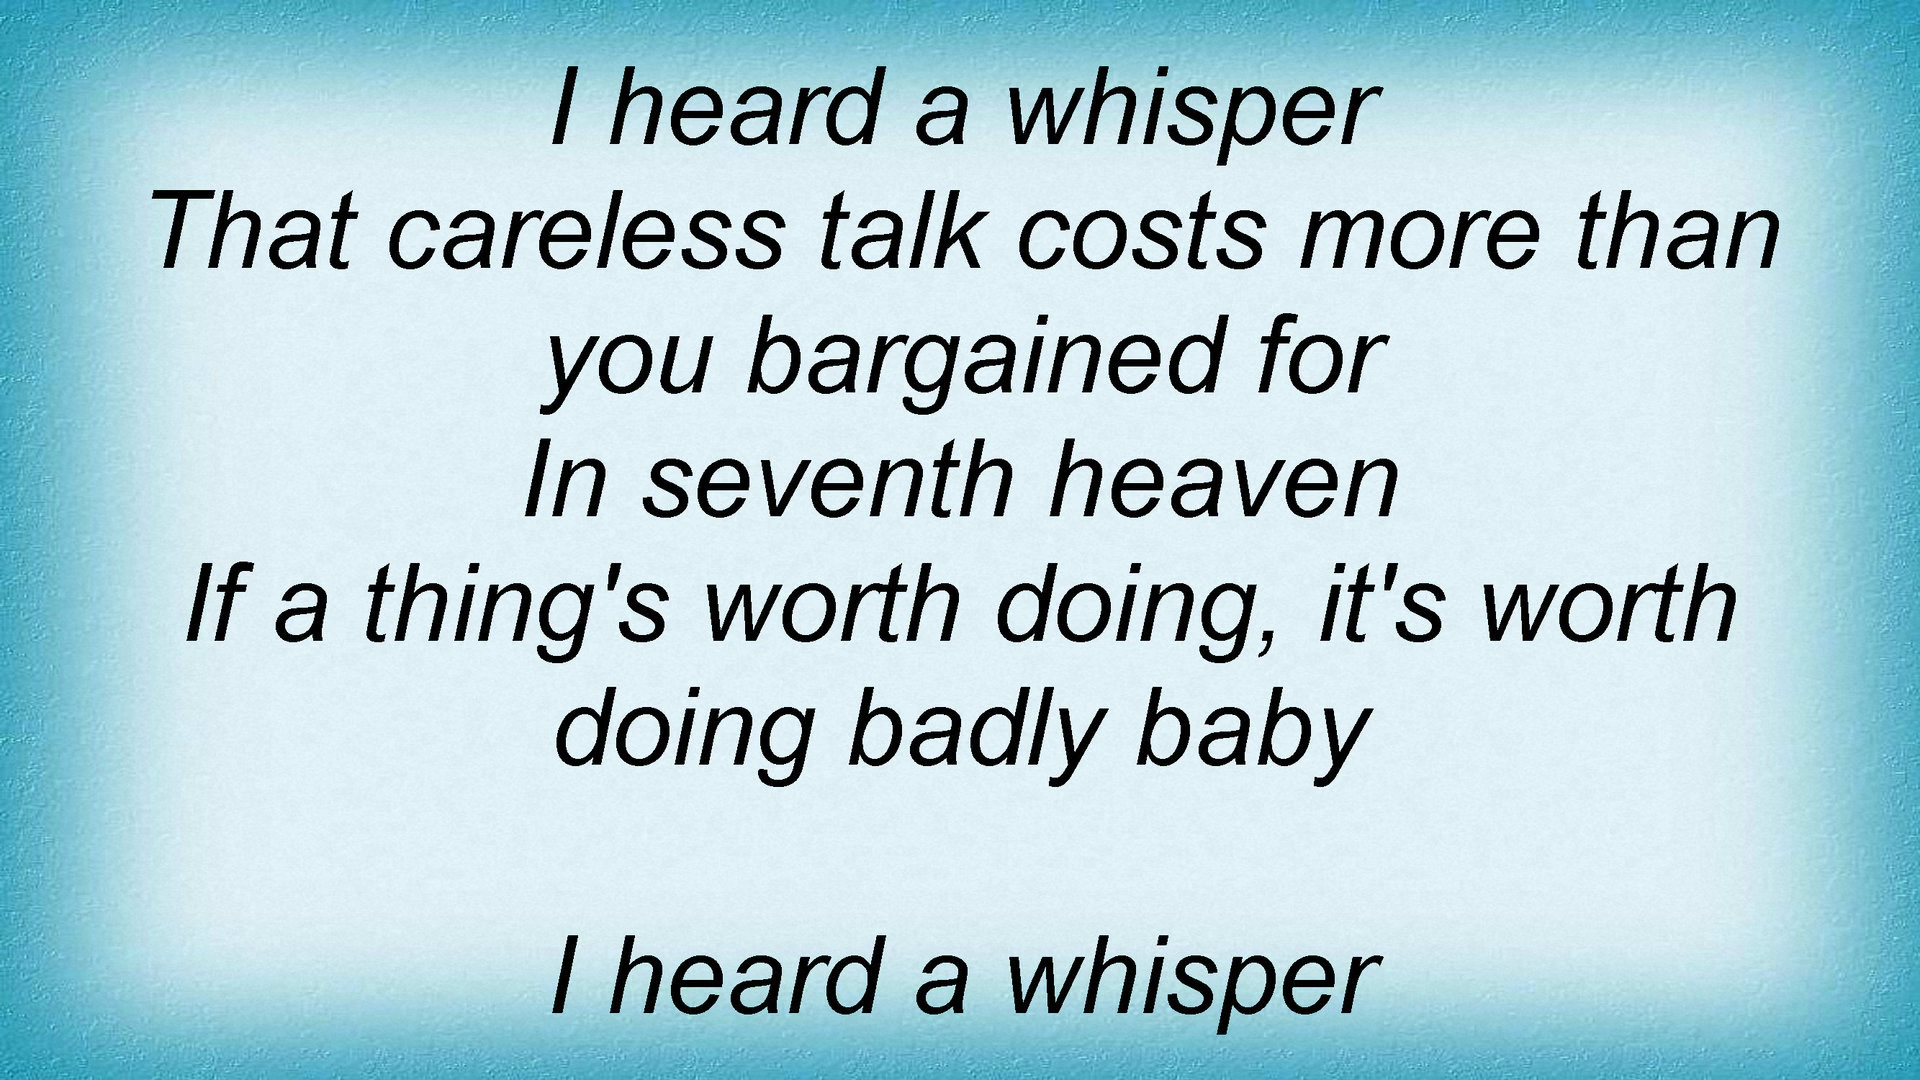 I heard a whisper
That careless talk costs more than
you bargained for
In seventh heaven
If a thing's worth doing, it's worth
doing badly baby
I heard a whisper